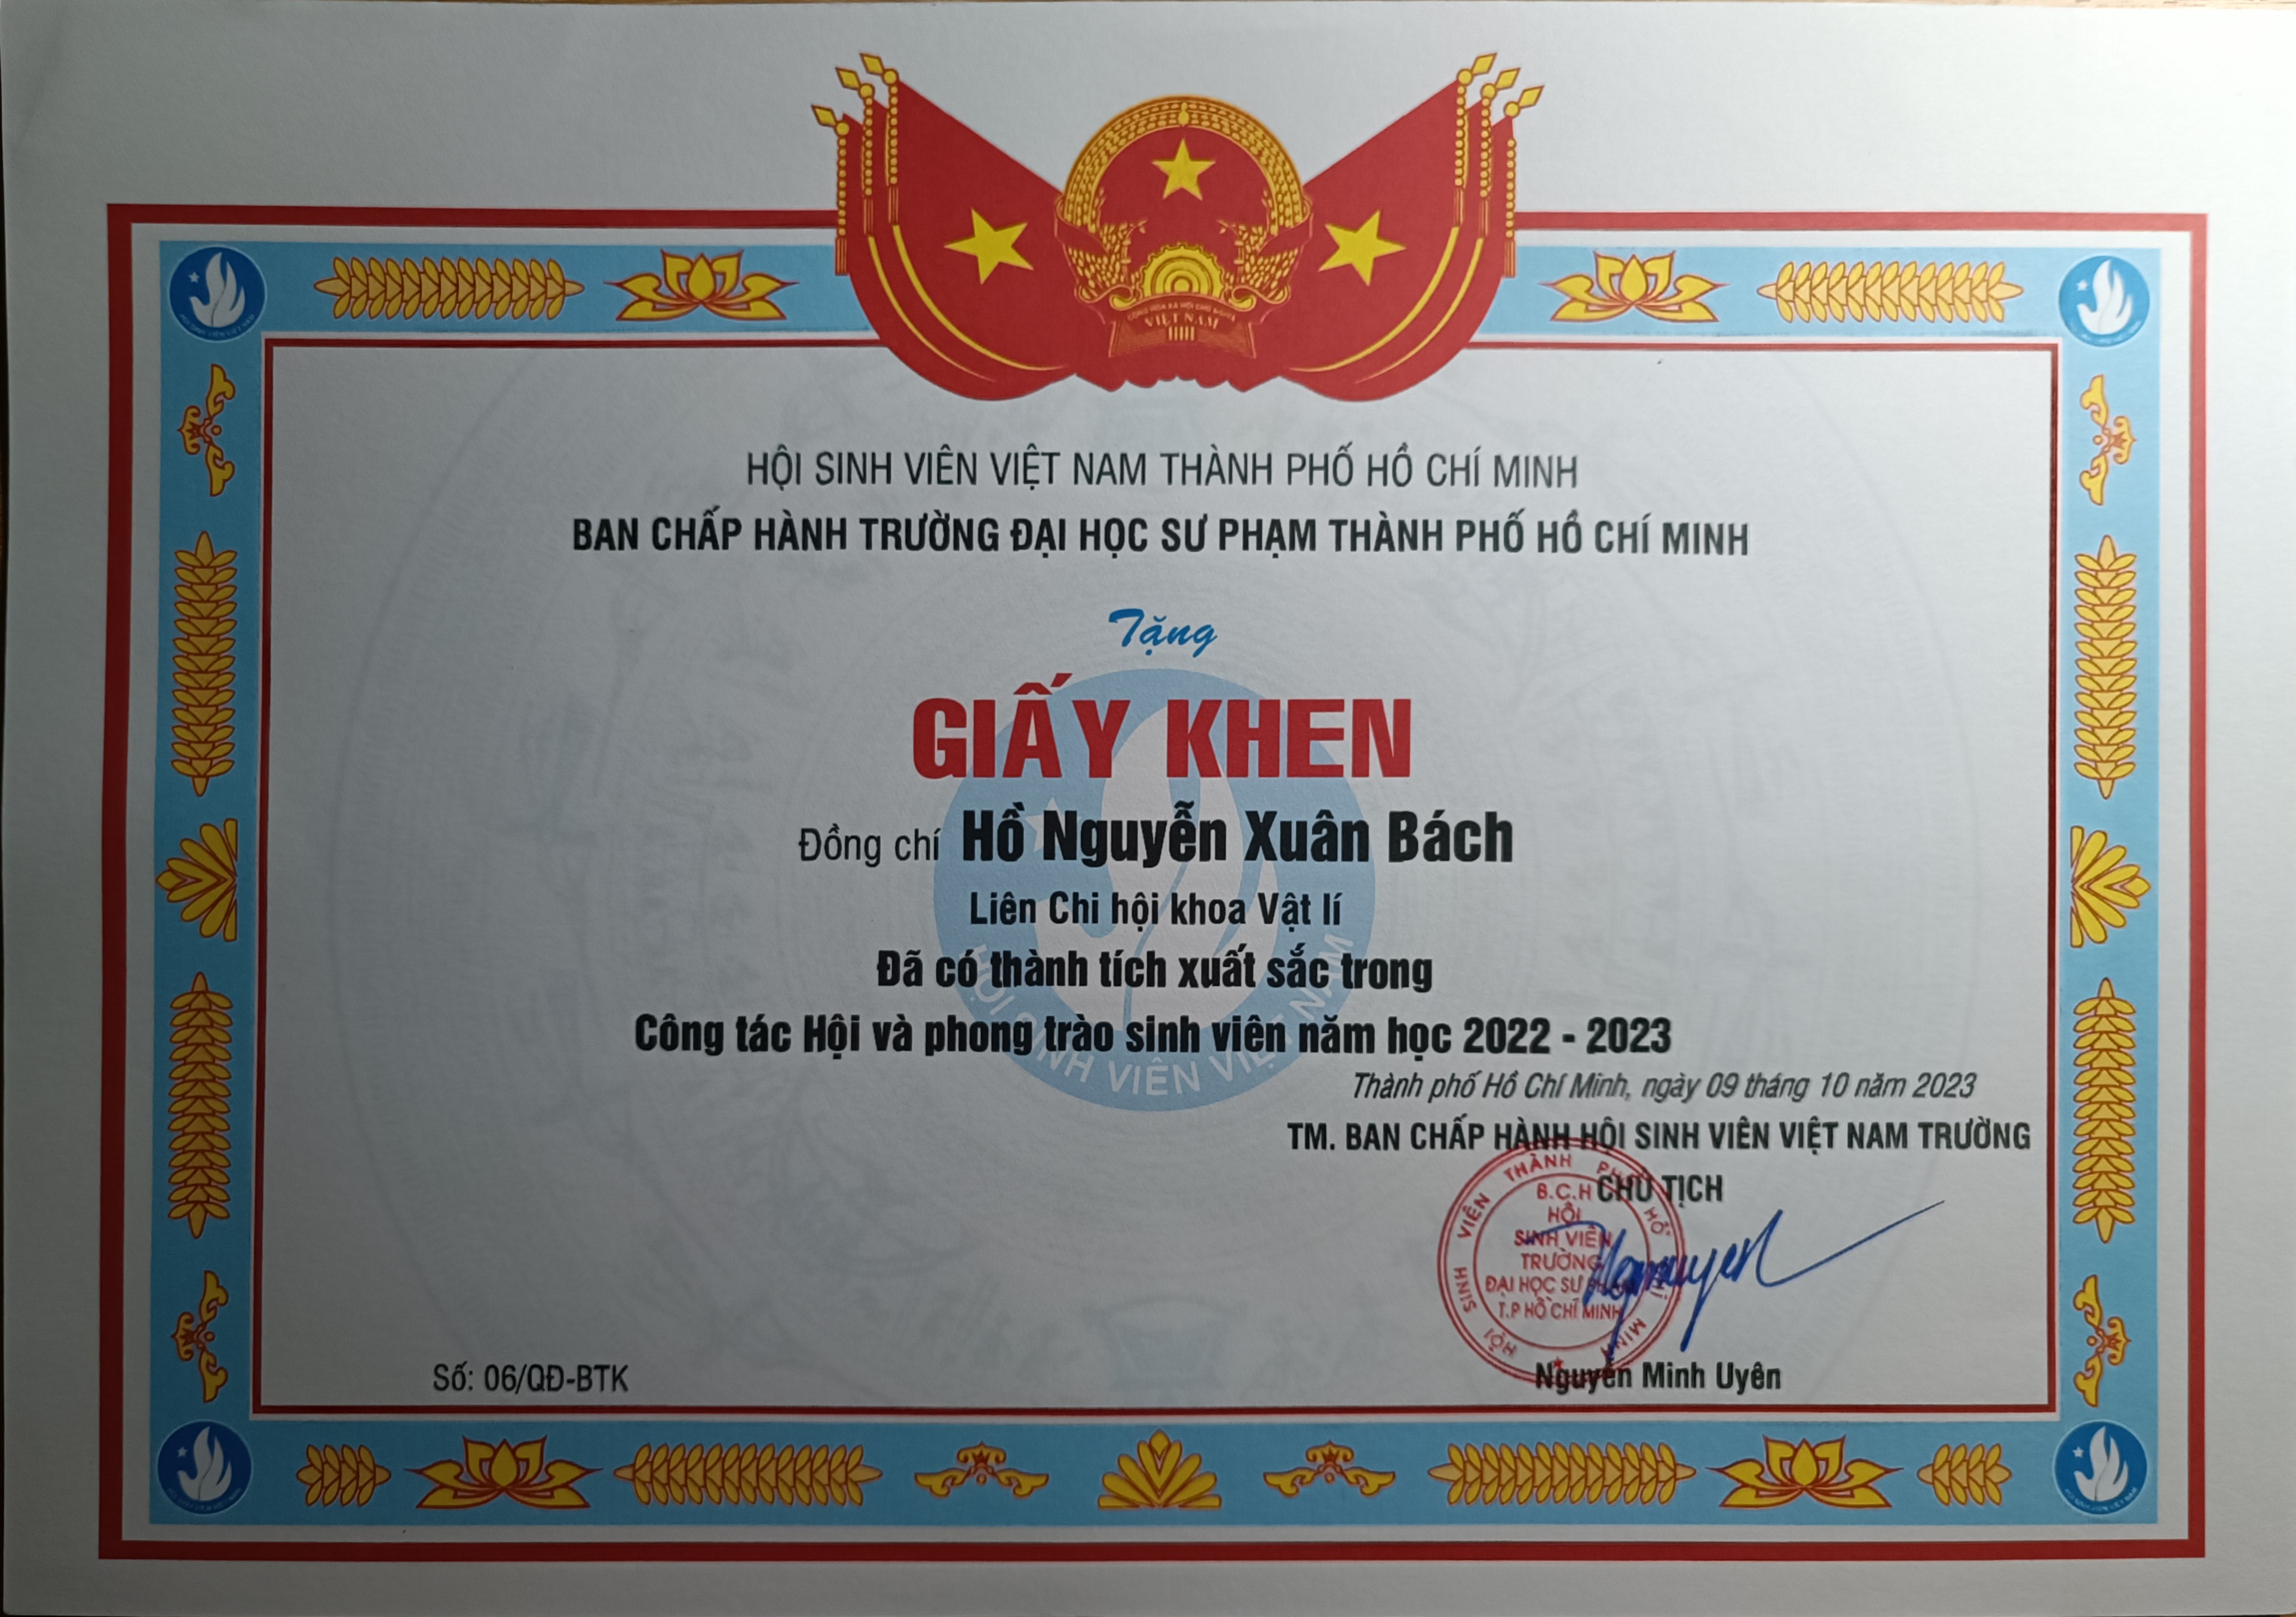 CỘNG HÒA XÃ HỘI CHỦ NGHĨA
VIỆT NAM
HỘI SINH VIÊN VIỆT NAM THÀNH PHỐ HỒ CHÍ MINH
BAN CHẤP HÀNH TRƯỜNG ĐẠI HỌC SƯ PHẠM THÀNH PHỐ HỒ CHÍ MINH
Tặng
GIẤY KHEN
Đồng chí Hồ Nguyễn Xuân Bách
Liên Chi hội khoa Vật lí
Đã có thành tích xuất sắc trong
Công tác Hội và phong trào sinh viên năm học 2022 - 2023
HỘI SINH VIÊN VIỆT NAM
Thành phố Hồ Chí Minh, ngày 09 tháng 10 năm 2023
TM. BAN CHẤP HÀNH HỘI SINH VIÊN VIỆT NAM TRƯỜNG
CHỦ TỊCH
HỘI SINH VIÊN THÀNH PHỐ HỒ CHÍ MINH
B.C.H
HỘI
SINH VIÊN
TRƯỜNG
ĐẠI HỌC SƯ PHẠM
T.P HỒ CHÍ MINH
Nguyễn Minh Uyên
Số: 06/QĐ-BTK